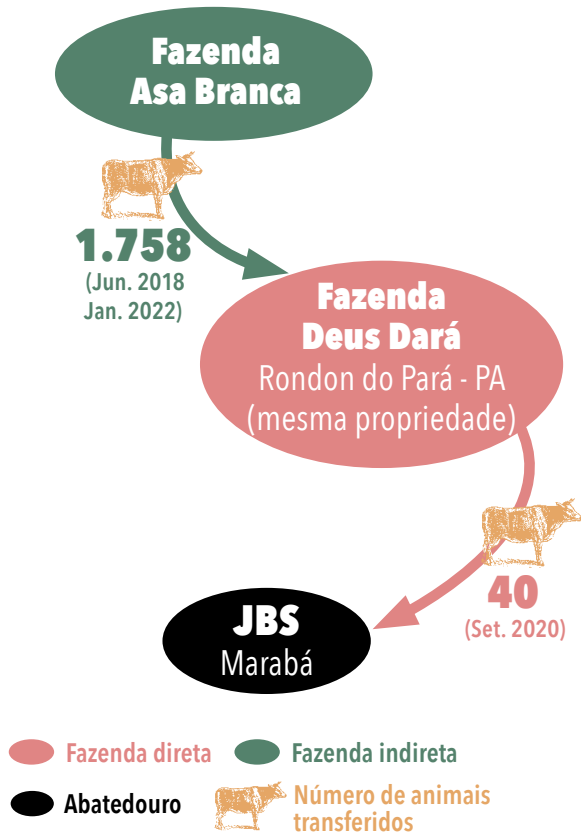 Fazenda
Asa Branca
1.758
(Jun. 2018
Jan. 2022)
Fazenda
Deus Dará
Rondon do Pará - PA
(mesma propriedade)
40
(Set. 2020)
JBS
Marabá
Fazenda direta
Fazenda indireta
Abatedouro
Número de animais
transferidos